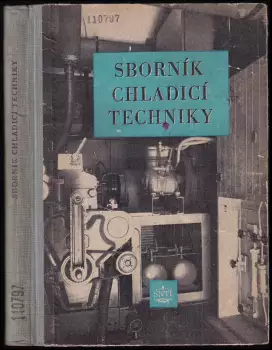 110797
SBORNÍK
CHLADICÍ
TECHNIKY
SNTL
SBORNÍK CHLADICÍ TECHNIKY
110797